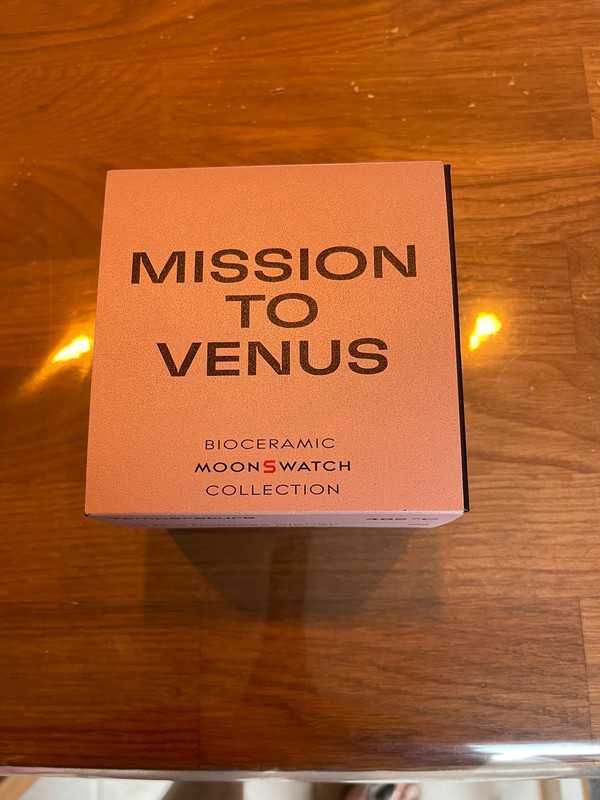 MISSION
TO
VENUS
BIOCERAMIC
MOONSWATCH
COLLECTION